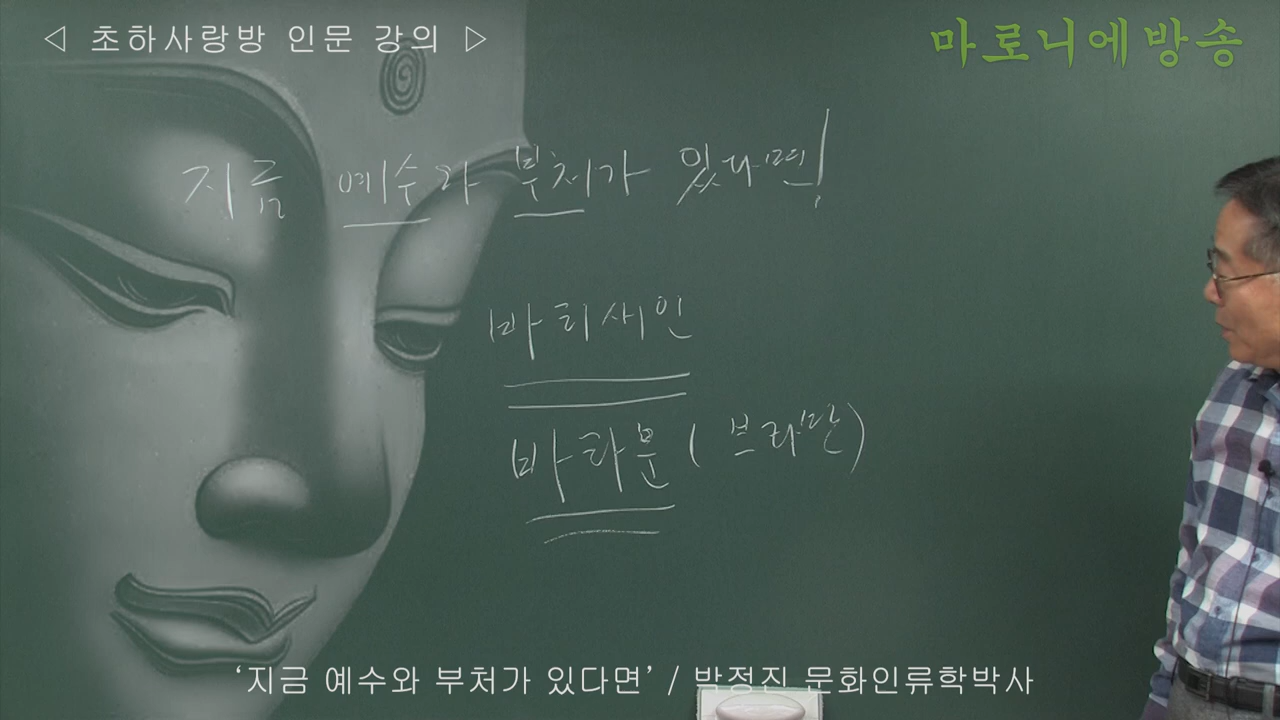 ◁ 초하사랑방 인문 강의 ▷
마로니에방송
지금 예수와 부처가 있다면!
바리새인
바라문 (브라만)
‘지금 예수와 부처가 있다면’ / 박정진 문화인류학박사